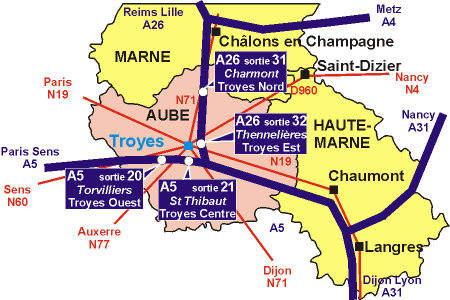 Reims Lille
A26
Metz
A4
MARNE
Châlons en Champagne
A26 sortie 31
Charmont
Troyes Nord
Saint-Dizier
Paris
N19
N71
D960
Nancy
N4
AUBE
A26 sortie 32
Thennelières
Troyes Est
HAUTE-
MARNE
Nancy
A31
Troyes
Paris Sens
A5
N19
Sens
N60
A5 sortie 20
Torvilliers
Troyes Ouest
A5 sortie 21
St Thibaut
Troyes Centre
Chaumont
Auxerre
N77
A5
Langres
Dijon
N71
Dijon Lyon
A31